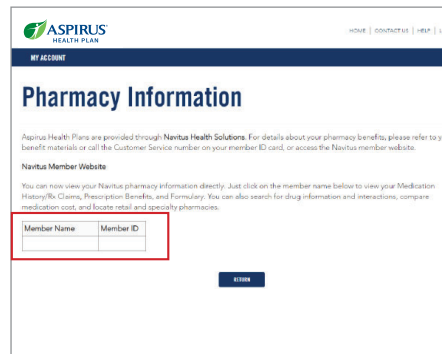 ASPIRUS
HEALTH PLAN
HOME | CONTACT US | HELP |
MY ACCOUNT
Pharmacy Information
Aspirus Health Plans are provided through Navitus Health Solutions. For details about your pharmacy benefits, please refer to
benefit materials or call the Customer Service number on your member ID card, or access the Navitus member website.
Navitus Member Website
You can now view your Navitus pharmacy information directly. Just click on the member name below to view your Medication
History/Rx Claims, Prescription Benefits, and Formulary. You can also search for drug information and interactions, compare
medication cost, and locate retail and specialty pharmacies.
Member Name Member ID
RETURN